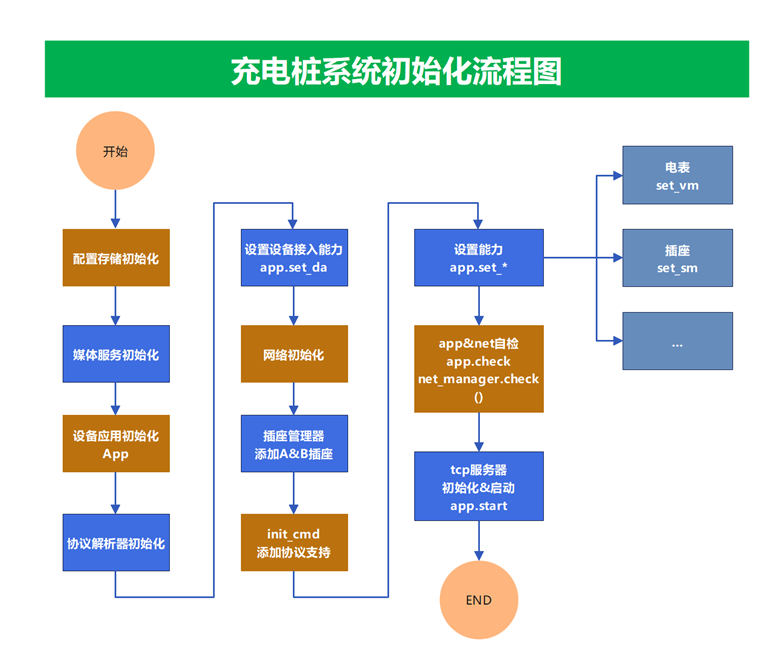 充电桩系统初始化流程图
开始
配置存储初始化
媒体服务初始化
设备应用初始化
App
协议解析器初始化
设置设备接入能力
app.set_da
网络初始化
插座管理器
添加A&B插座
init_cmd
添加协议支持
设置能力
app.set_*
app&net自检
app.check
net_manager.check
()
tcp服务器
初始化&启动
app.start
END
电表
set_vm
插座
set_sm
...